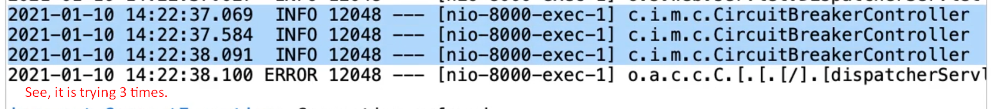 2021-01-10 14:22:37.069  INFO 12048 --- [nio-8000-exec-1] c.i.m.c.CircuitBreakerController
2021-01-10 14:22:37.584  INFO 12048 --- [nio-8000-exec-1] c.i.m.c.CircuitBreakerController
2021-01-10 14:22:38.091  INFO 12048 --- [nio-8000-exec-1] c.i.m.c.CircuitBreakerController
2021-01-10 14:22:38.100 ERROR 12048 --- [nio-8000-exec-1] o.a.c.c.C.[.[.[/].[dispatcherServl
See, it is trying 3 times.